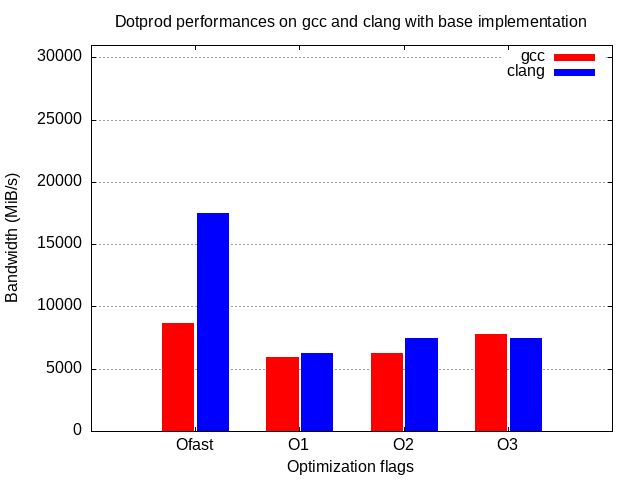 Dotprod performances on gcc and clang with base implementation
30000
25000
20000
15000
10000
5000
0
Bandwidth (MiB/s)
gcc
clang
Ofast O1 O2 O3
Optimization flags